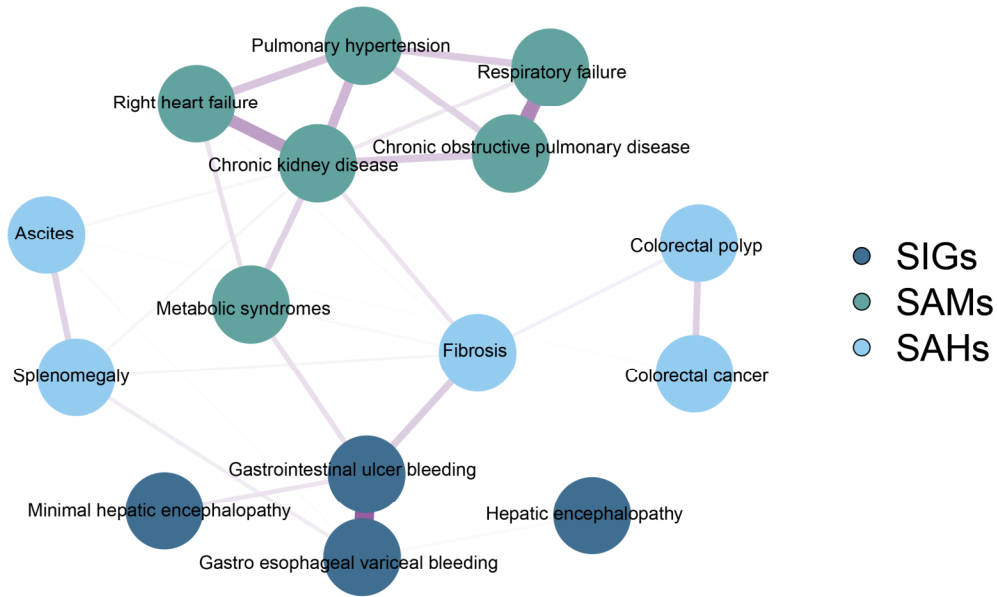 Pulmonary hypertension
Respiratory failure
Right heart failure
Chronic obstructive pulmonary disease
Chronic kidney disease
Ascites
Colorectal polyp
SIGs
SAMs
SAHs
Metabolic syndromes
Fibrosis
Splenomegaly
Colorectal cancer
Gastrointestinal ulcer bleeding
Minimal hepatic encephalopathy
Hepatic encephalopathy
Gastro esophageal variceal bleeding